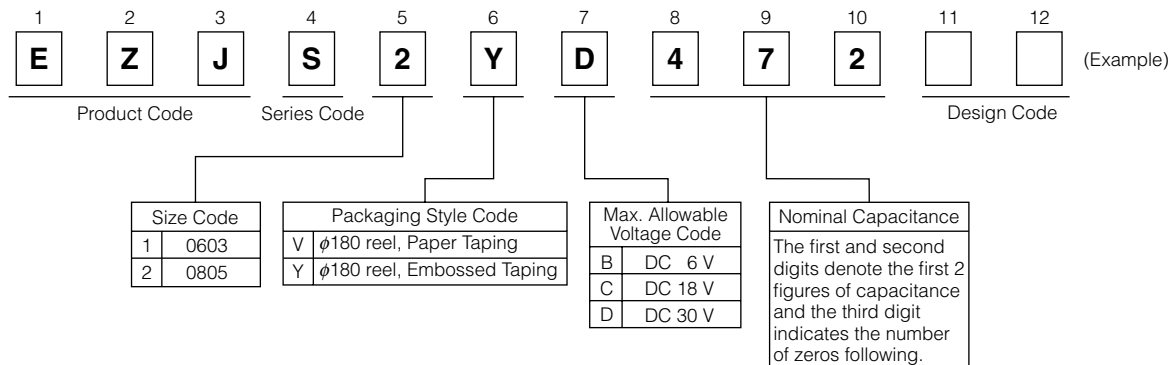 1 2 3 4 5 6 7 8 9 10 11 12
E Z J S 2 Y D 4 7 2 (Example)
Product Code Series Code Design Code
Size Code
1 0603
2 0805
Packaging Style Code
V ϕ180 reel, Paper Taping
Y ϕ180 reel, Embossed Taping
Max. Allowable
Voltage Code
B DC 6 V
C DC 18 V
D DC 30 V
Nominal Capacitance
The first and second
digits denote the first 2
figures of capacitance
and the third digit
indicates the number
of zeros following.